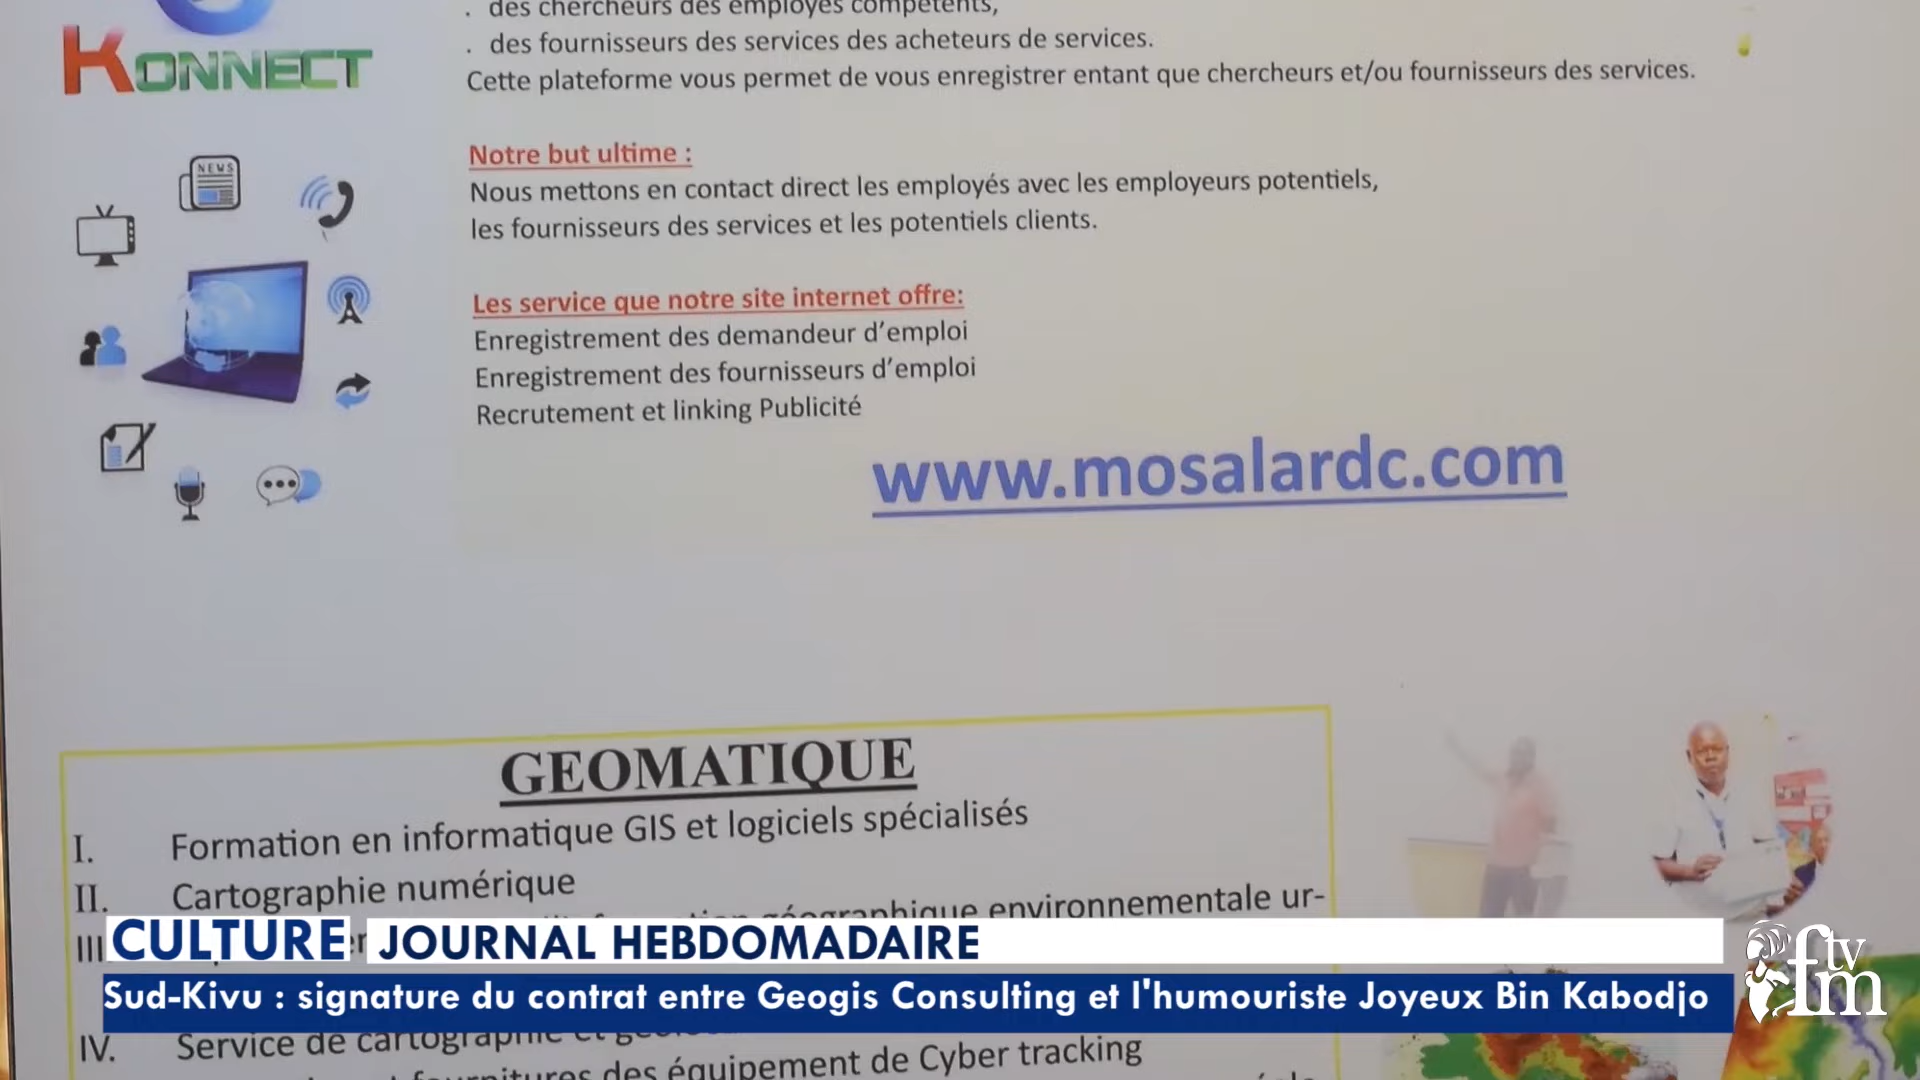 . des chercheurs des employés compétents,
KONNECT
. des fournisseurs des services des acheteurs de services.
Cette plateforme vous permet de vous enregistrer entant que chercheurs et/ou fournisseurs des services.
NEWS
Notre but ultime :
Nous mettons en contact direct les employés avec les employeurs potentiels,
les fournisseurs des services et les potentiels clients.
Les service que notre site internet offre:
Enregistrement des demandeur d'emploi
Enregistrement des fournisseurs d'emploi
Recrutement et linking Publicité
www.mosalardc.com
GEOMATIQUE
I. Formation en informatique GIS et logiciels spécialisés
II. Cartographie numérique
III géographique environnementale ur-
CULTURE JOURNAL HEBDOMADAIRE
Sud-Kivu : signature du contrat entre Geogis Consulting et l'humouriste Joyeux Bin Kabodjo
fm tv
IV. Service de cartographie et
fournitures des équipement de Cyber tracking